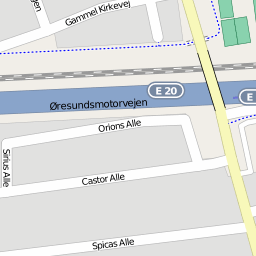 Gammel Kirkevej
E 20
E
Øresundsmotorvejen
Orions Alle
Sirius Alle
Castor Alle
Spicas Alle